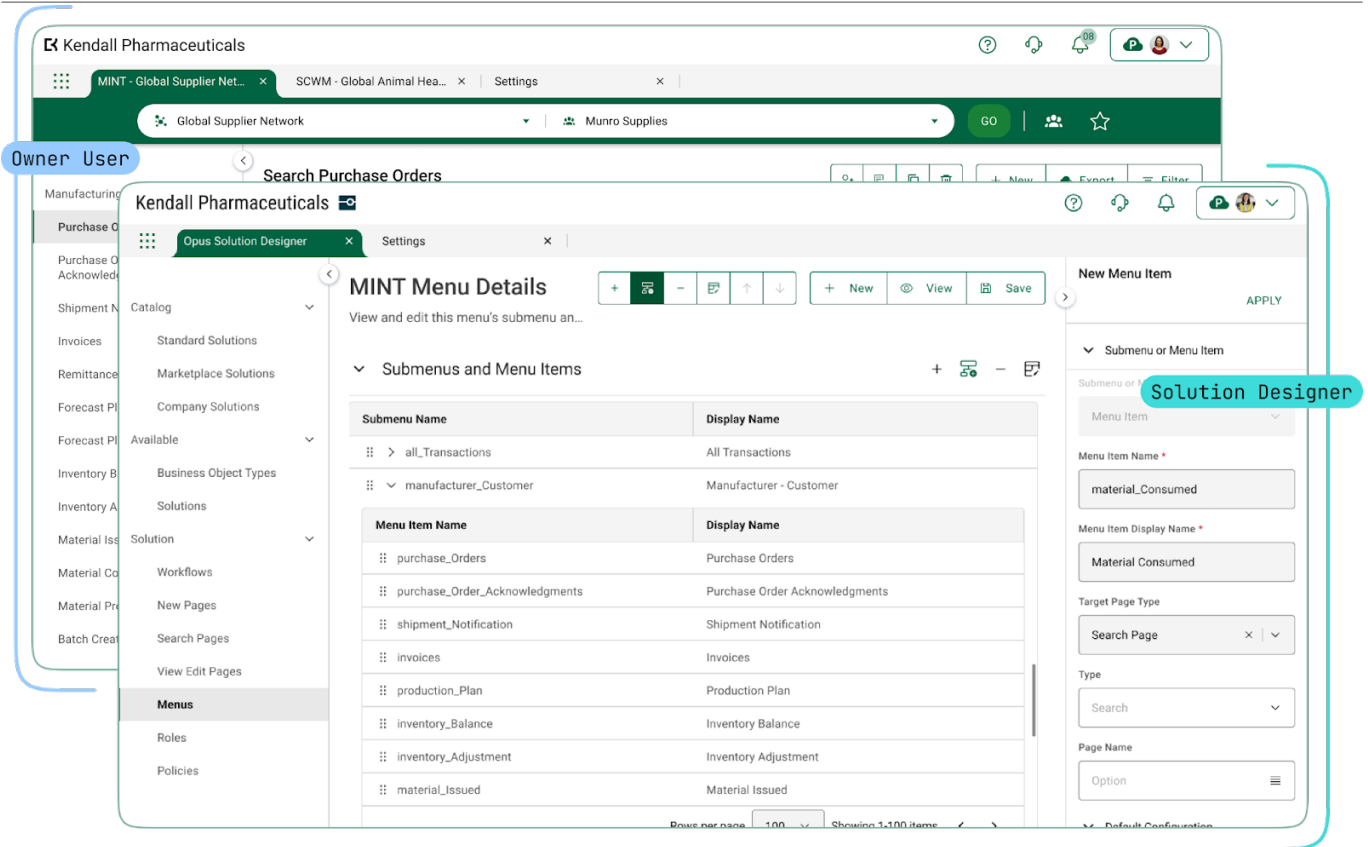 Kendall Pharmaceuticals
08
P
MINT - Global Supplier Net...
SCWM - Global Animal Hea...
Settings
Global Supplier Network
Munro Supplies
GO
Owner User
Search Purchase Orders
New
Export
Filter
Manufacturing
Purchase O
Purchase O
Acknowled
Shipment N
Invoices
Remittance
Forecast Pl
Forecast Pl
Inventory B
Inventory A
Material Iss
Material Co
Material Pr
Batch Creat
Kendall Pharmaceuticals
P
Opus Solution Designer
Settings
Catalog
Standard Solutions
Marketplace Solutions
Company Solutions
Available
Business Object Types
Solutions
Solution
Workflows
New Pages
Search Pages
View Edit Pages
Menus
Roles
Policies
MINT Menu Details
New
View
Save
View and edit this menu's submenu an...
Submenus and Menu Items
Submenu Name Display Name
all_Transactions All Transactions
manufacturer_Customer Manufacturer - Customer
Menu Item Name Display Name
purchase_Orders Purchase Orders
purchase_Order_Acknowledgments Purchase Order Acknowledgments
shipment_Notification Shipment Notification
invoices Invoices
production_Plan Production Plan
inventory_Balance Inventory Balance
inventory_Adjustment Inventory Adjustment
material_Issued Material Issued
Rows per page 100 Showing 1-100 items
New Menu Item
APPLY
Submenu or Menu Item
Submenu or M
Solution Designer
Menu Item
Menu Item Name *
material_Consumed
Menu Item Display Name *
Material Consumed
Target Page Type
Search Page
Type
Search
Page Name
Option
Default Configuration